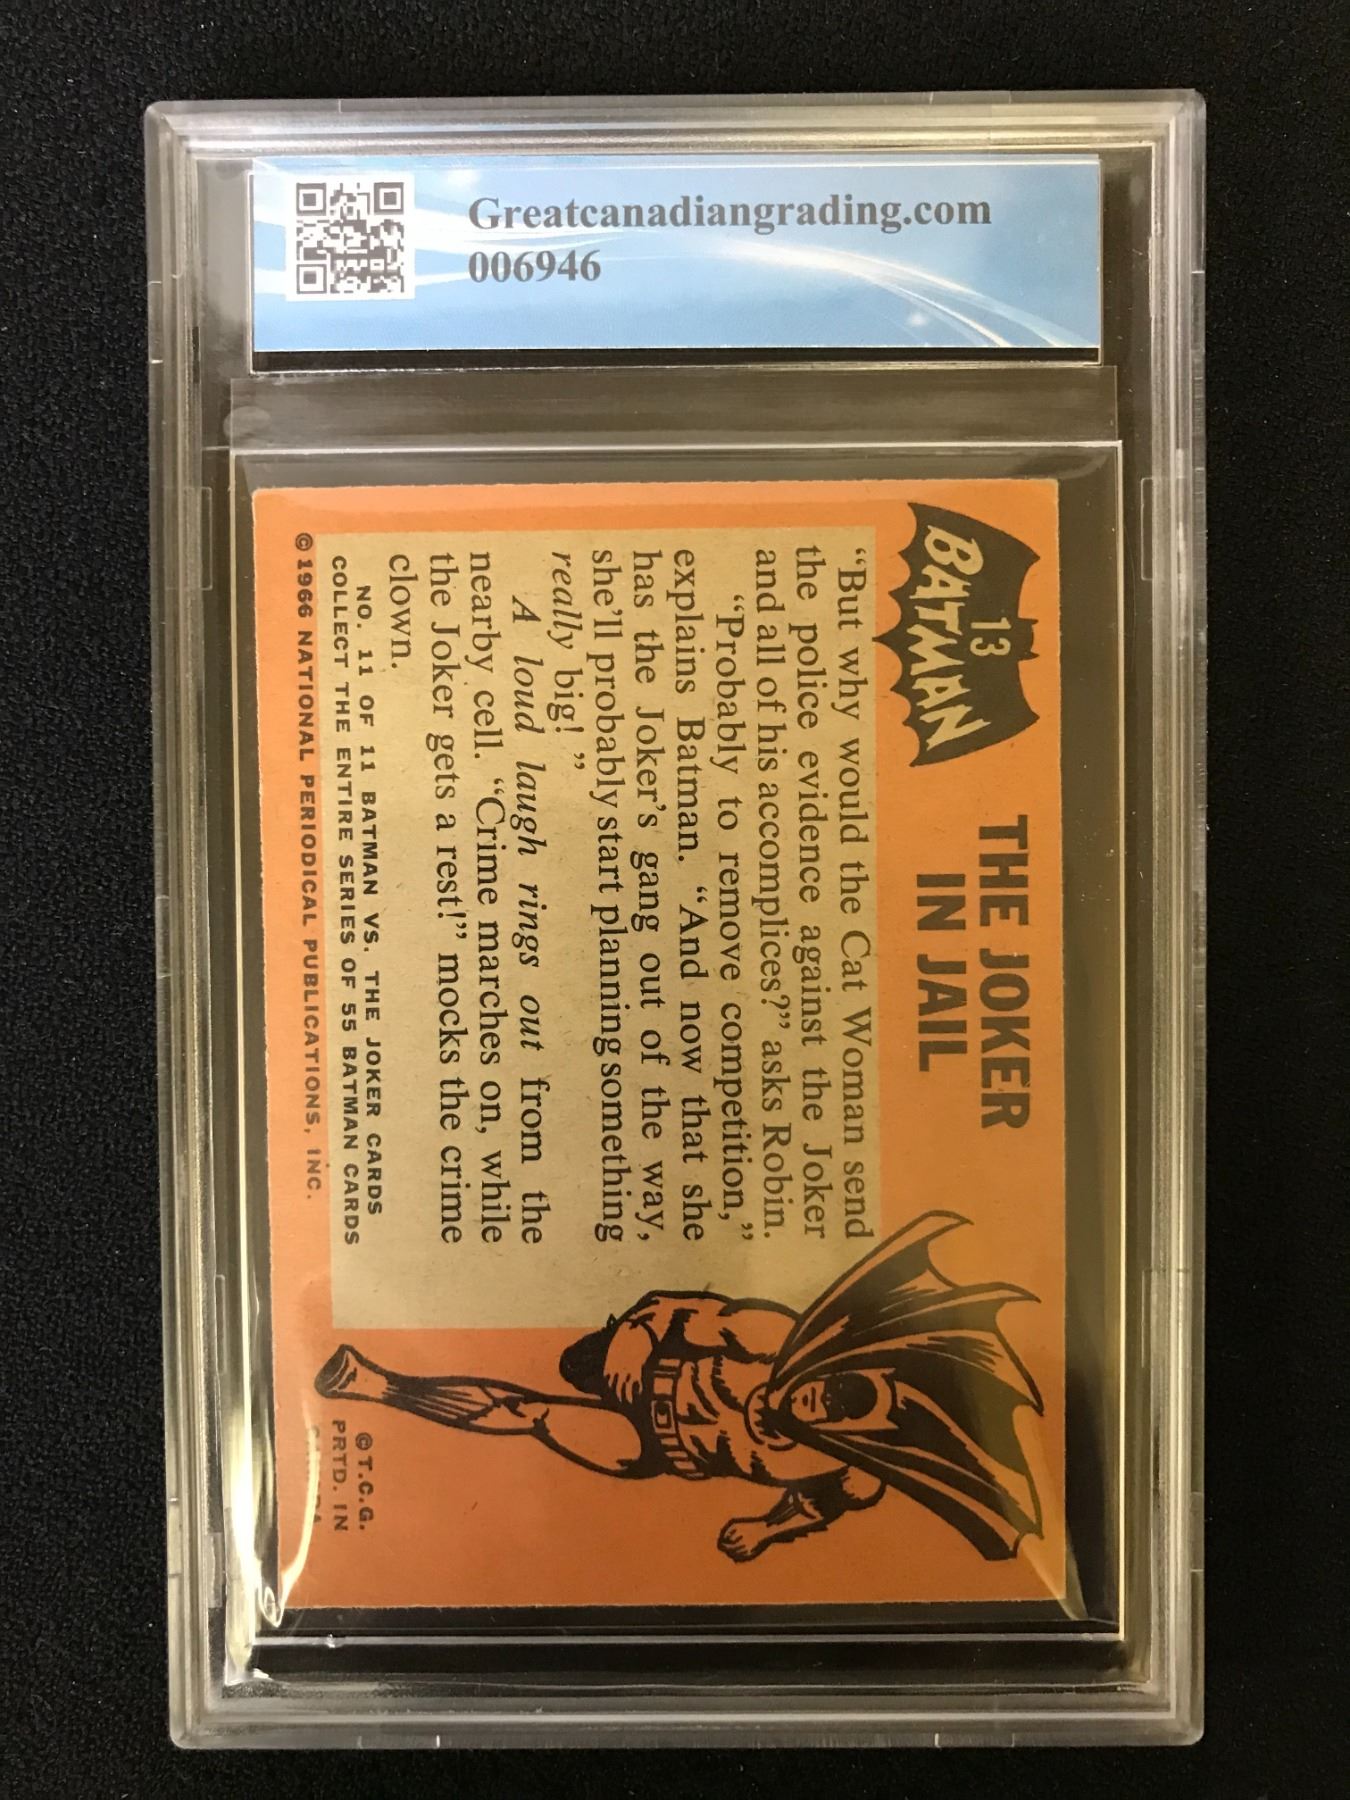 Greatcanadiangrading.com
006946
13
BATMAN
THE JOKER
IN JAIL
“But why would the Cat Woman send
the police evidence against the Joker
and all of his accomplices?” asks Robin.
“Probably to remove competition,”
explains Batman. “And now that she
has the Joker’s gang out of the way,
she’ll probably start planning something
really big!”
A loud laugh rings out from the
nearby cell. “Crime marches on, while
the Joker gets a rest!” mocks the crime
clown.
NO. 11 OF 11 BATMAN VS. THE JOKER CARDS
COLLECT THE ENTIRE SERIES OF 55 BATMAN CARDS
© 1966 NATIONAL PERIODICAL PUBLICATIONS, INC.
© T.C.G.
PRTD. IN